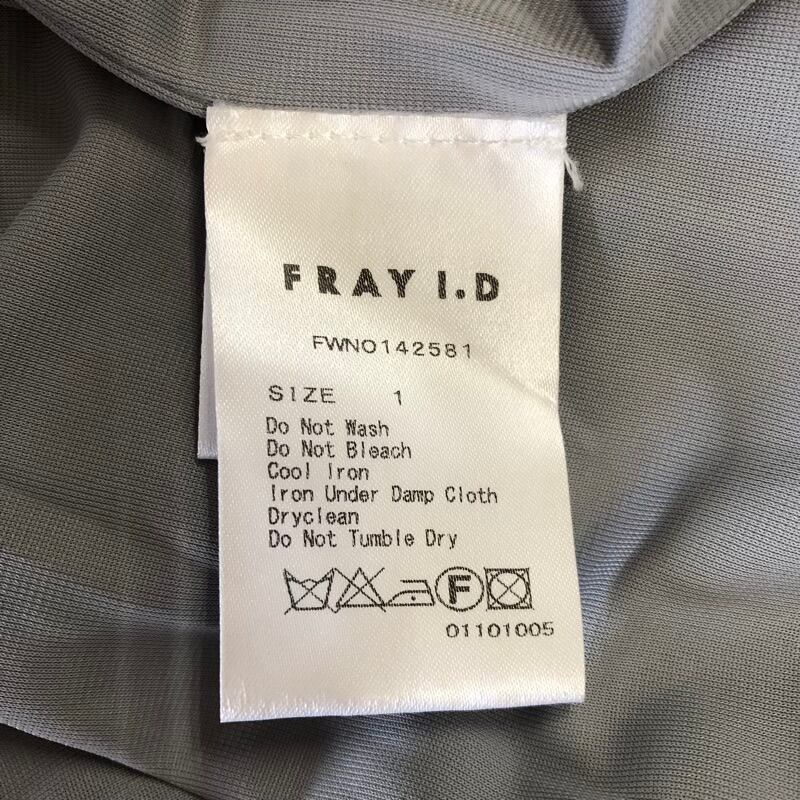 FRAY I.D
FWNO142581
SIZE 1
Do Not Wash
Do Not Bleach
Cool Iron
Iron Under Damp Cloth
Dryclean
Do Not Tumble Dry
F
01101005